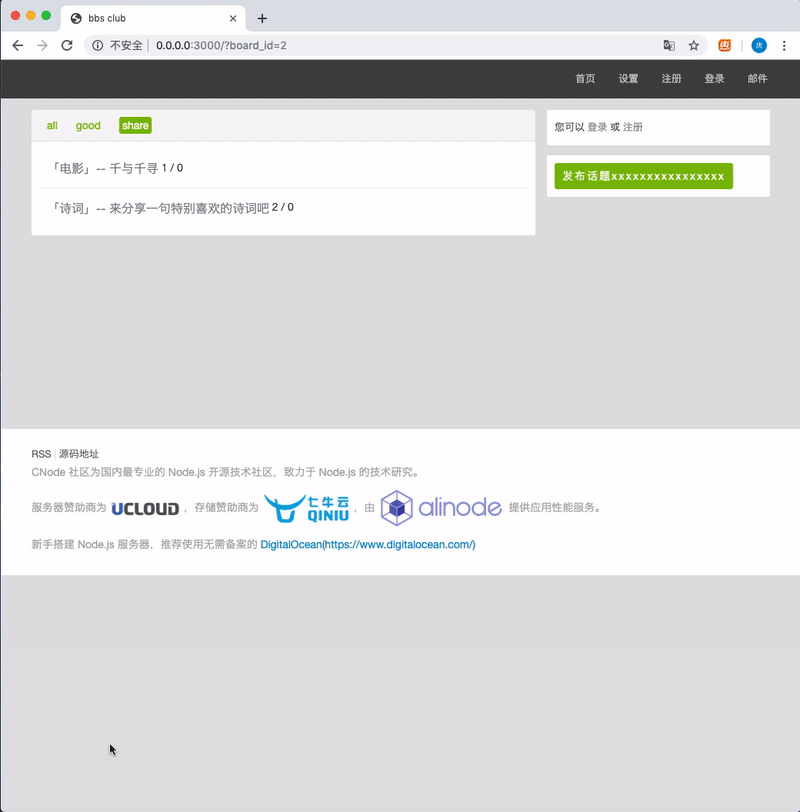 bbs club
不安全 0.0.0.0:3000/?board_id=2
庆
首页 设置 注册 登录 邮件
all good share
「电影」-- 千与千寻 1 / 0
「诗词」-- 来分享一句特别喜欢的诗词吧 2 / 0
您可以 登录 或 注册
发布话题xxxxxxxxxxxxxxxx
RSS | 源码地址
CNode 社区为国内最专业的 Node.js 开源技术社区，致力于 Node.js 的技术研究。
服务器赞助商为 UCLOUD ，存储赞助商为 七牛云 QINIU ，由 alinode 提供应用性能服务。
新手搭建 Node.js 服务器，推荐使用无需备案的 DigitalOcean(https://www.digitalocean.com/)